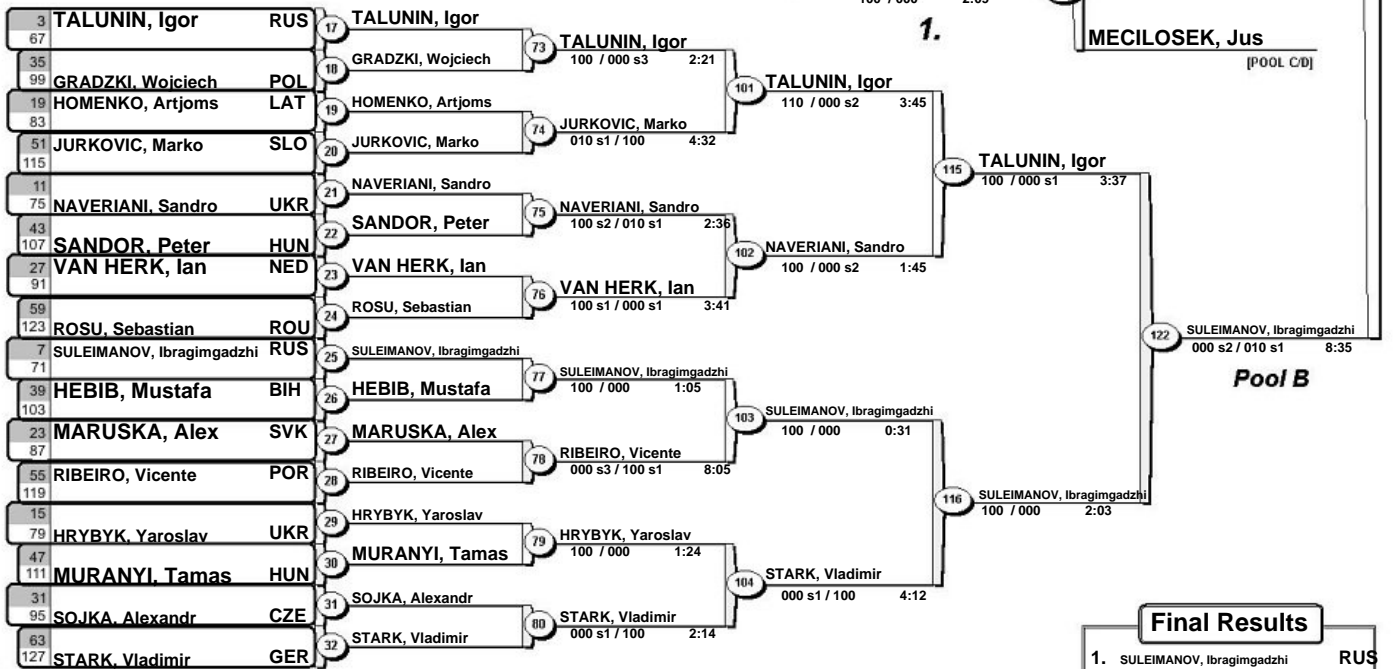 100 / 000 2:05
1.
MECILOSEK, Jus
[POOL C/D]
3 TALUNIN, Igor RUS
67
35
99 GRADZKI, Wojciech POL
19 HOMENKO, Artjoms LAT
83
51 JURKOVIC, Marko SLO
115
11
75 NAVERIANI, Sandro UKR
43
107 SANDOR, Peter HUN
27 VAN HERK, Ian NED
91
59
123 ROSU, Sebastian ROU
7 SULEIMANOV, Ibragimgadzhi RUS
71
39 HEBIB, Mustafa BIH
103
23 MARUSKA, Alex SVK
87
55 RIBEIRO, Vicente POR
119
15
79 HRYBYK, Yaroslav UKR
47
111 MURANYI, Tamas HUN
31
95 SOJKA, Alexandr CZE
63
127 STARK, Vladimir GER
17 TALUNIN, Igor
18 GRADZKI, Wojciech
19 HOMENKO, Artjoms
20 JURKOVIC, Marko
21 NAVERIANI, Sandro
22 SANDOR, Peter
23 VAN HERK, Ian
24 ROSU, Sebastian
25 SULEIMANOV, Ibragimgadzhi
26 HEBIB, Mustafa
27 MARUSKA, Alex
28 RIBEIRO, Vicente
29 HRYBYK, Yaroslav
30 MURANYI, Tamas
31 SOJKA, Alexandr
32 STARK, Vladimir
73 TALUNIN, Igor
100 / 000 s3 2:21
74 JURKOVIC, Marko
010 s1 / 100 4:32
75 NAVERIANI, Sandro
100 s2 / 010 s1 2:36
76 VAN HERK, Ian
100 s1 / 000 s1 3:41
77 SULEIMANOV, Ibragimgadzhi
100 / 000 1:05
78 RIBEIRO, Vicente
000 s3 / 100 s1 8:05
79 HRYBYK, Yaroslav
100 / 000 1:24
80 STARK, Vladimir
000 s1 / 100 2:14
101 TALUNIN, Igor
110 / 000 s2 3:45
102 NAVERIANI, Sandro
100 / 000 s2 1:45
103 SULEIMANOV, Ibragimgadzhi
100 / 000 0:31
104 STARK, Vladimir
000 s1 / 100 4:12
115 TALUNIN, Igor
100 / 000 s1 3:37
116 SULEIMANOV, Ibragimgadzhi
100 / 000 2:03
122 SULEIMANOV, Ibragimgadzhi
000 s2 / 010 s1 8:35
Pool B
Final Results
1. SULEIMANOV, Ibragimgadzhi RUS